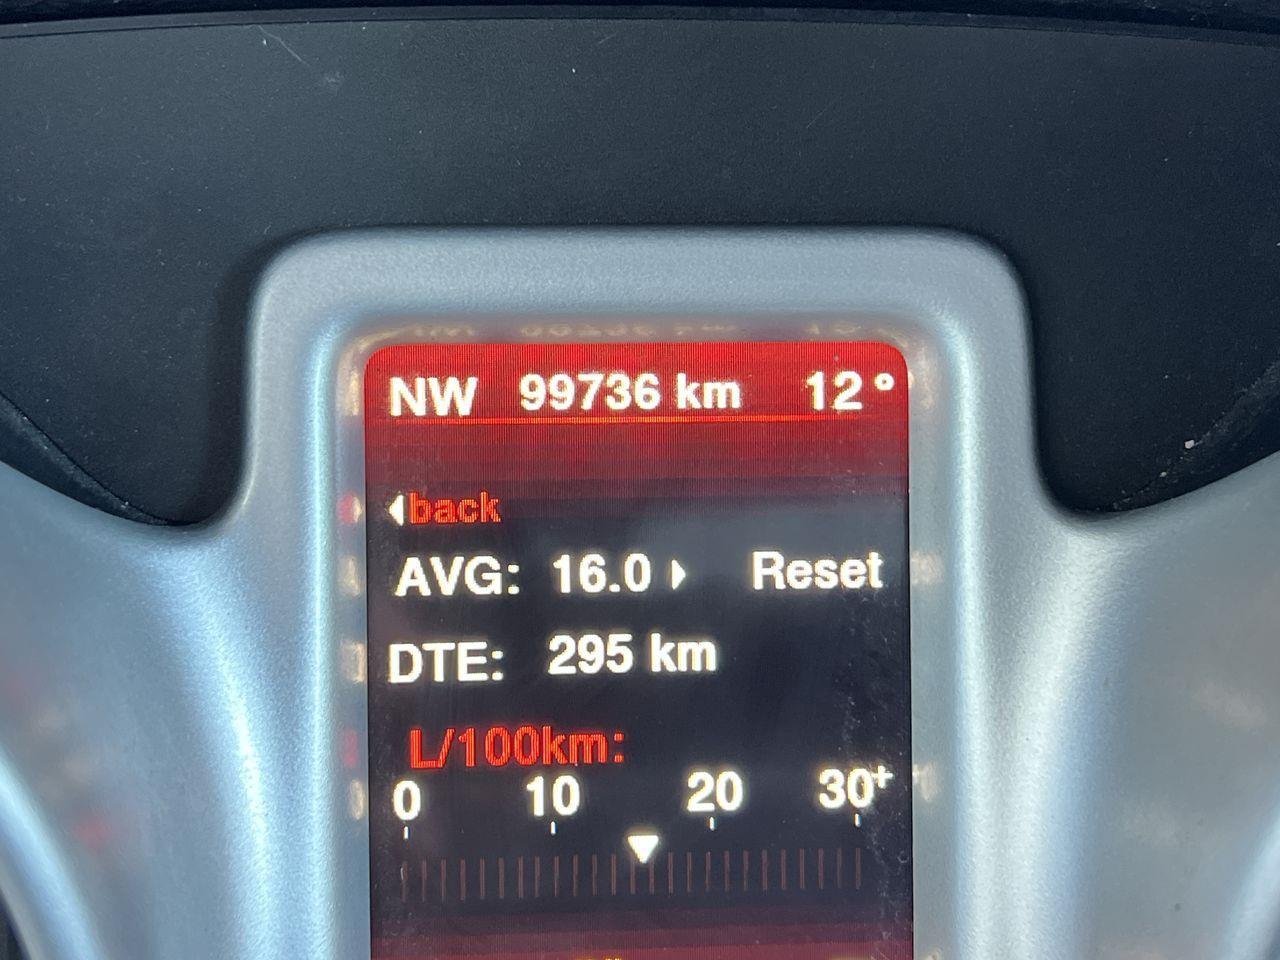 NW 99736 km 12°
back
AVG: 16.0 Reset
DTE: 295 km
L/100km:
0 10 20 30+